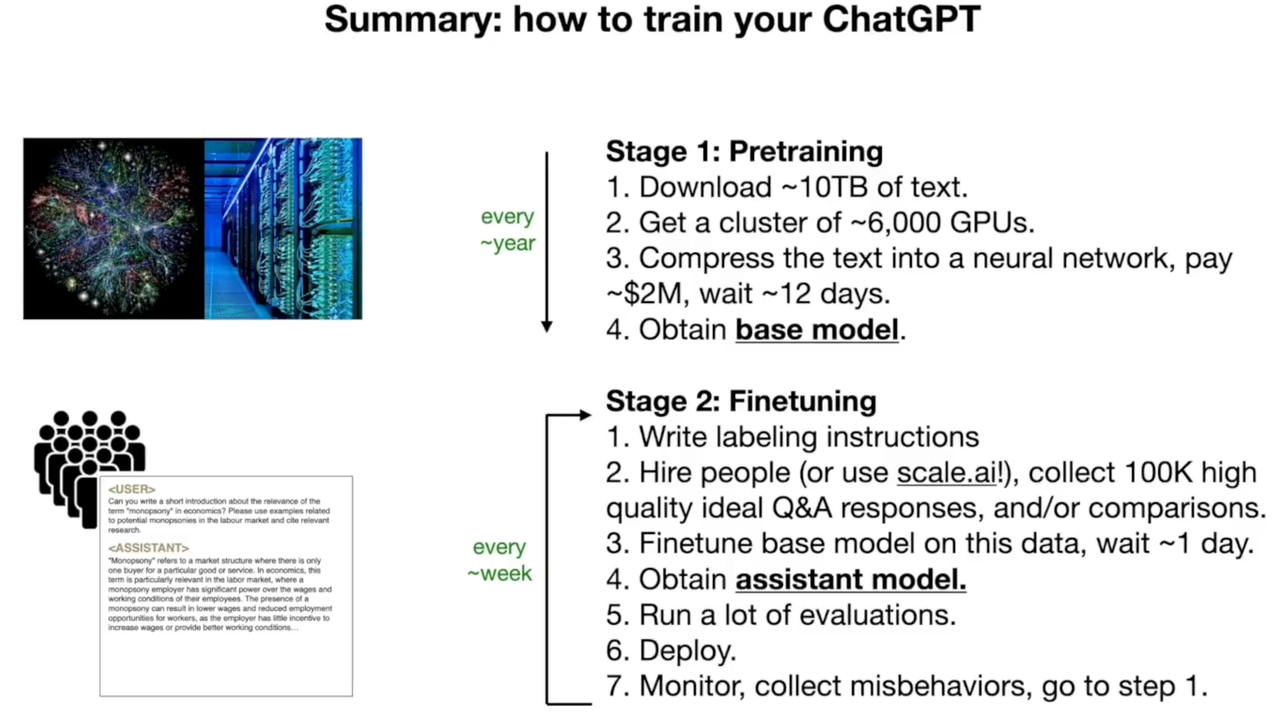 Summary: how to train your ChatGPT
every
~year
Stage 1: Pretraining
1. Download ~10TB of text.
2. Get a cluster of ~6,000 GPUs.
3. Compress the text into a neural network, pay
~$2M, wait ~12 days.
4. Obtain base model.
<USER>
Can you write a short introduction about the relevance of the
term "monopsony" in economics? Please use examples related
to potential monopsonies in the labour market and cite relevant
research.
<ASSISTANT>
"Monopsony" refers to a market structure where there is only
one buyer for a particular good or service. In economics, this
term is particularly relevant in the labor market, where a
monopsony employer has significant power over the wages and
working conditions of their employees. The presence of a
monopsony can result in lower wages and reduced employment
opportunities for workers, as the employer has little incentive to
increase wages or provide better working conditions...
every
~week
Stage 2: Finetuning
1. Write labeling instructions
2. Hire people (or use scale.ai!), collect 100K high
quality ideal Q&A responses, and/or comparisons.
3. Finetune base model on this data, wait ~1 day.
4. Obtain assistant model.
5. Run a lot of evaluations.
6. Deploy.
7. Monitor, collect misbehaviors, go to step 1.